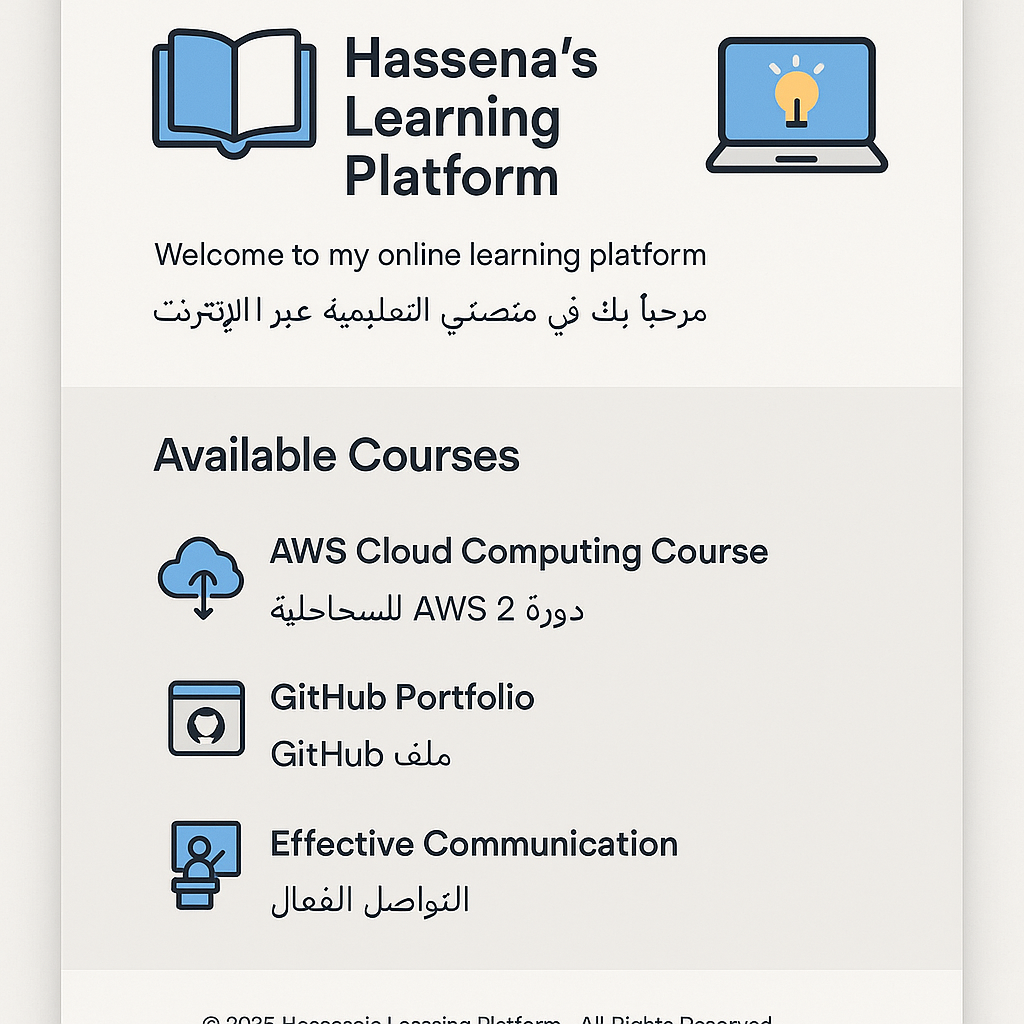 Hassena’s
Learning
Platform
Welcome to my online learning platform
مرحباً بك في منصتي التعليمية عبر ا الإنترنت
Available Courses
AWS Cloud Computing Course
دورة AWS 2 للسحاحلية
GitHub Portfolio
GitHub ملف
Effective Communication
التواصل الفعال
© 2025 Platform All Rights Reserved